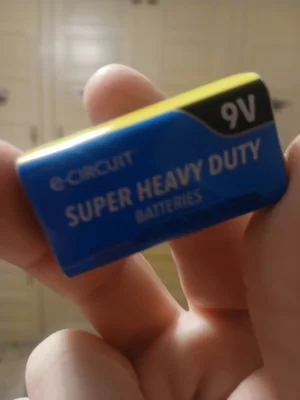 9V
e-CIRCUIT
SUPER HEAVY DUTY
BATTERIES